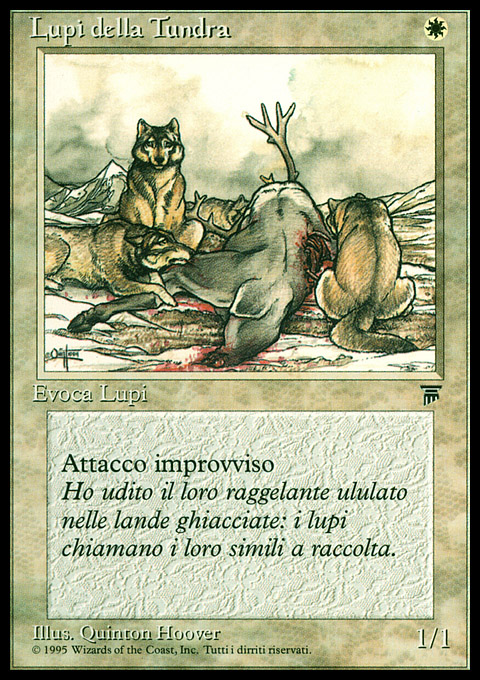 Lupi della Tundra
Evoca Lupi
Attacco improvviso
Ho udito il loro raggelante ululato
nelle lande ghiacciate: i lupi
chiamano i loro simili a raccolta.
Illus. Quinton Hoover
1/1
© 1995 Wizards of the Coast, Inc. Tutti i dirriti riservati.